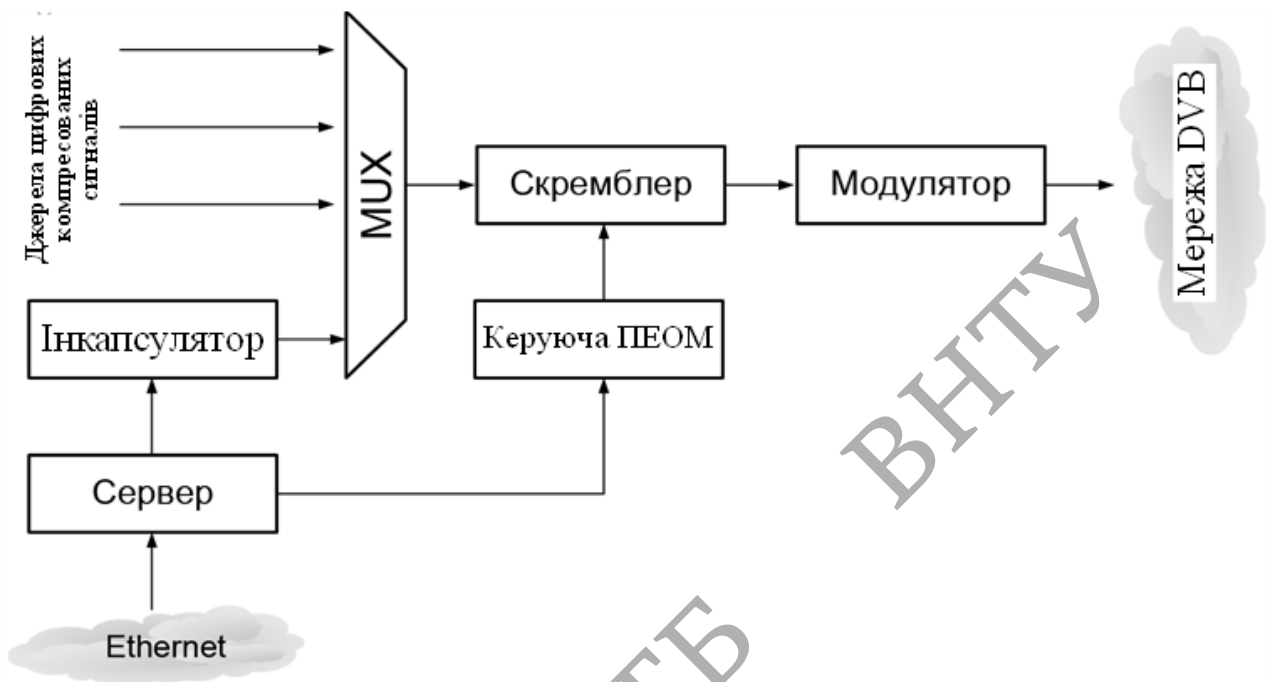 Джерела цифрових
компресованих
сигналів
MUX
Скремблер
Модулятор
Мережа DVB
Інкапсулятор
Керуюча ПЕОМ
Сервер
Ethernet
ВНТУ